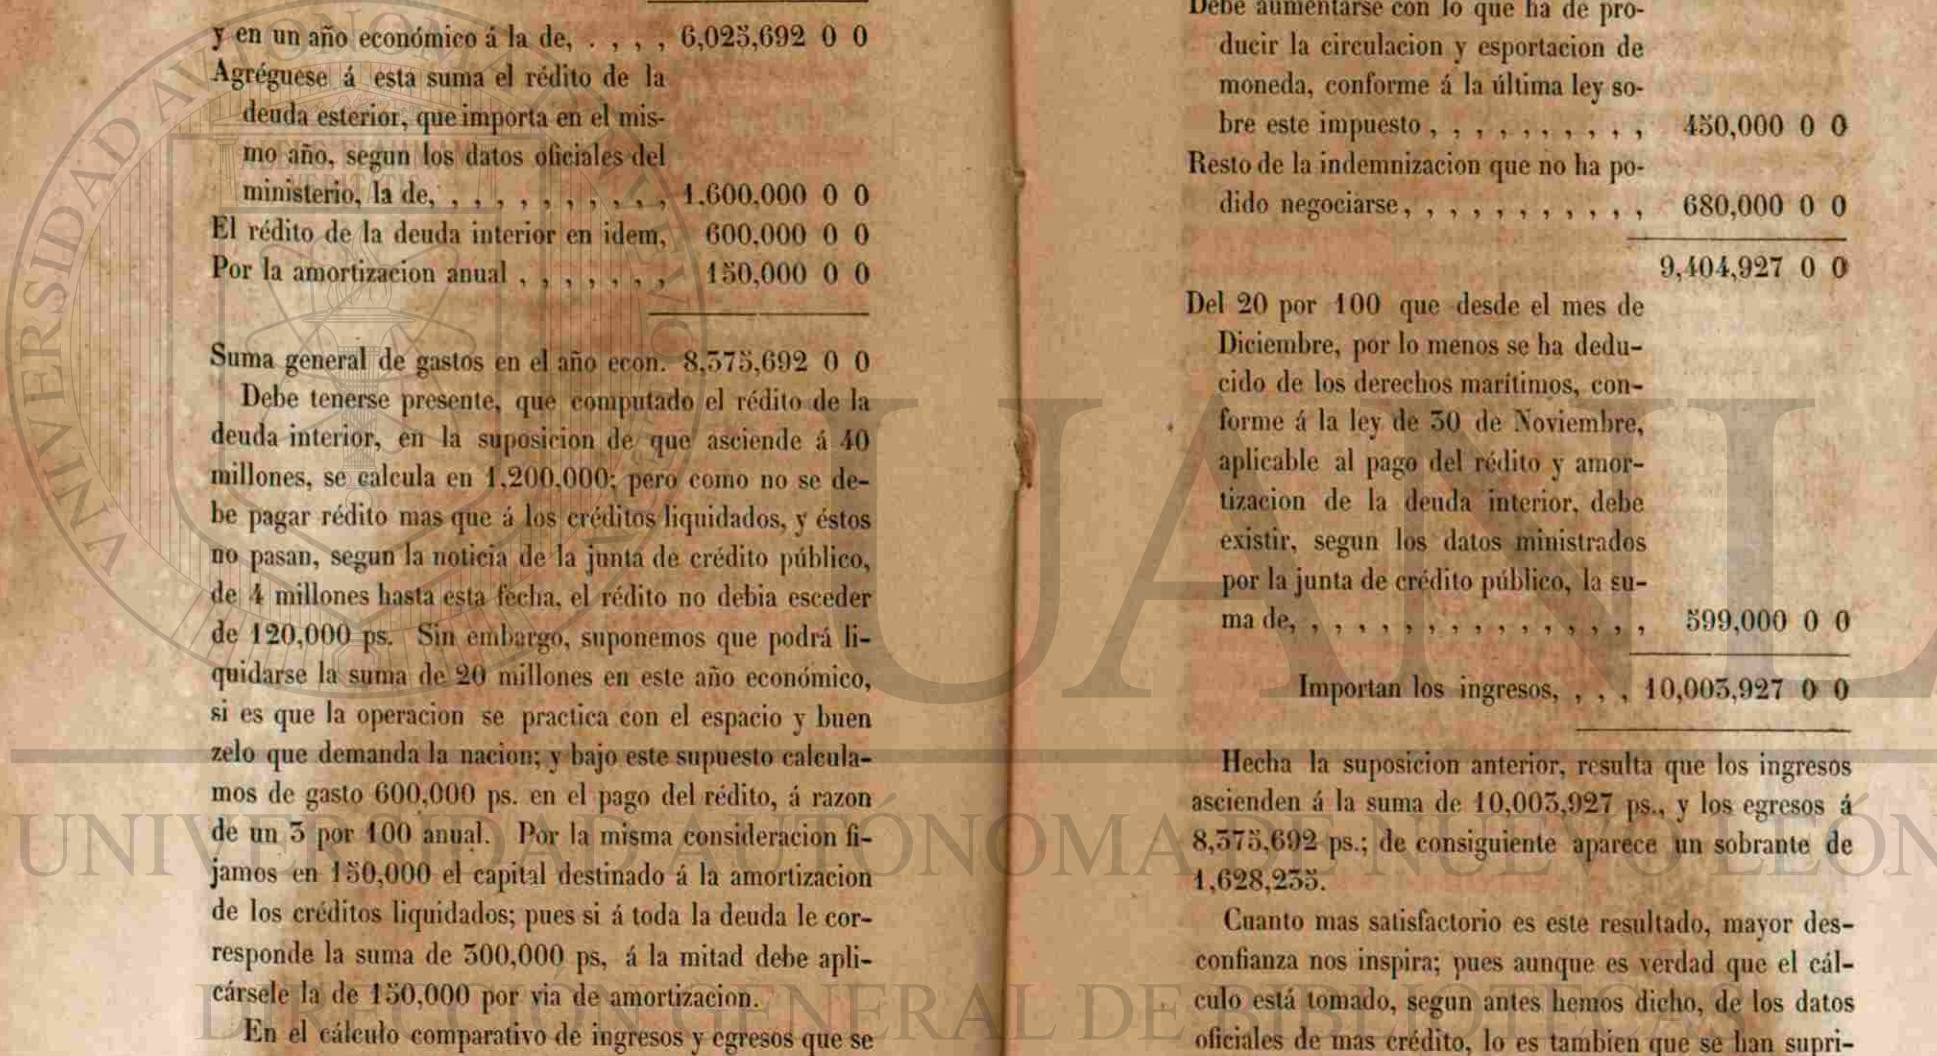 y en un año económico á la de, . , , , 6,025,692 0 0
Agréguese á esta suma el rédito de la
deuda esterior, que importa en el mis-
mo año, segun los datos oficiales del
ministerio, la de, , , , , , , , , , , 1.600,000 0 0
El rédito de la deuda interior en idem, 600,000 0 0
Por la amortizacion anual , , , , , , , 150,000 0 0
Suma general de gastos en el año econ. 8,375,692 0 0
Debe tenerse presente, que computado el rédito de la
deuda interior, en la suposicion de que asciende á 40
millones, se calcula en 1,200,000; pero como no se de-
be pagar rédito mas que á los créditos liquidados, y éstos
no pasan, segun la noticia de la junta de crédito público,
de 4 millones hasta esta fecha, el rédito no debia esceder
de 120,000 ps. Sin embargo, suponemos que podrá li-
quidarse la suma de 20 millones en este año económico,
si es que la operacion se practica con el espacio y buen
zelo que demanda la nacion; y bajo este supuesto calcula-
mos de gasto 600,000 ps. en el pago del rédito, á razon
de un 3 por 100 anual. Por la misma consideracion fi-
jamos en 150,000 el capital destinado á la amortizacion
de los créditos liquidados; pues si á toda la deuda le cor-
responde la suma de 300,000 ps, á la mitad debe apli-
cársele la de 150,000 por via de amortizacion.
En el cálculo comparativo de ingresos y egresos que se
Debe aumentarse con lo que ha de pro-
ducir la circulacion y esportacion de
moneda, conforme á la última ley so-
bre este impuesto , , , , , , , , , , 450,000 0 0
Resto de la indemnizacion que no ha po-
dido negociarse, , , , , , , , , , , 680,000 0 0
9,404,927 0 0
Del 20 por 100 que desde el mes de
Diciembre, por lo menos se ha dedu-
cido de los derechos marítimos, con-
forme á la ley de 30 de Noviembre,
aplicable al pago del rédito y amor-
tizacion de la deuda interior, debe
existir, segun los datos ministrados
por la junta de crédito público, la su-
ma de, , , , , , , , , , , , , , , , 599,000 0 0
Importan los ingresos, , , , 10,003,927 0 0
Hecha la suposicion anterior, resulta que los ingresos
ascienden á la suma de 10,003,927 ps., y los egresos á
8,375,692 ps.; de consiguiente aparece un sobrante de
1,628,235.
Cuanto mas satisfactorio es este resultado, mayor des-
confianza nos inspira; pues aunque es verdad que el cál-
culo está tomado, segun antes hemos dicho, de los datos
oficiales de mas crédito, lo es tambien que se han supri-
UANL
UNIVERSIDAD AUTÓNOMA DE NUEVO LEÓN
DIRECCIÓN GENERAL DE BIBLIOTECAS